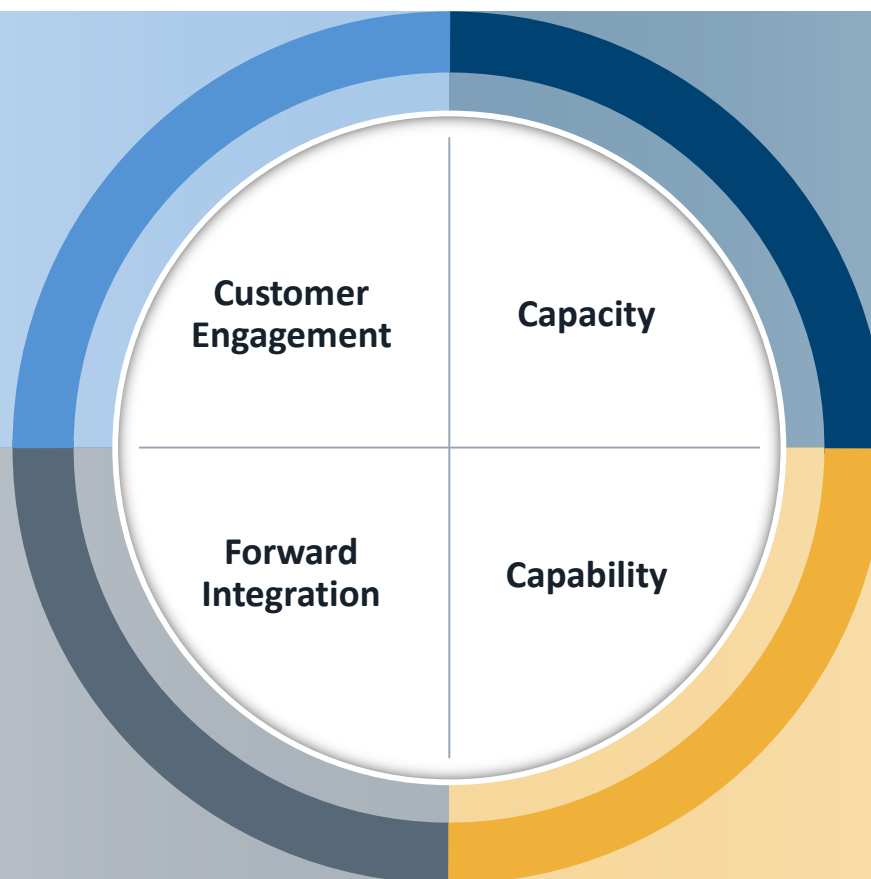 Customer
Engagement
Capacity
Forward
Integration
Capability